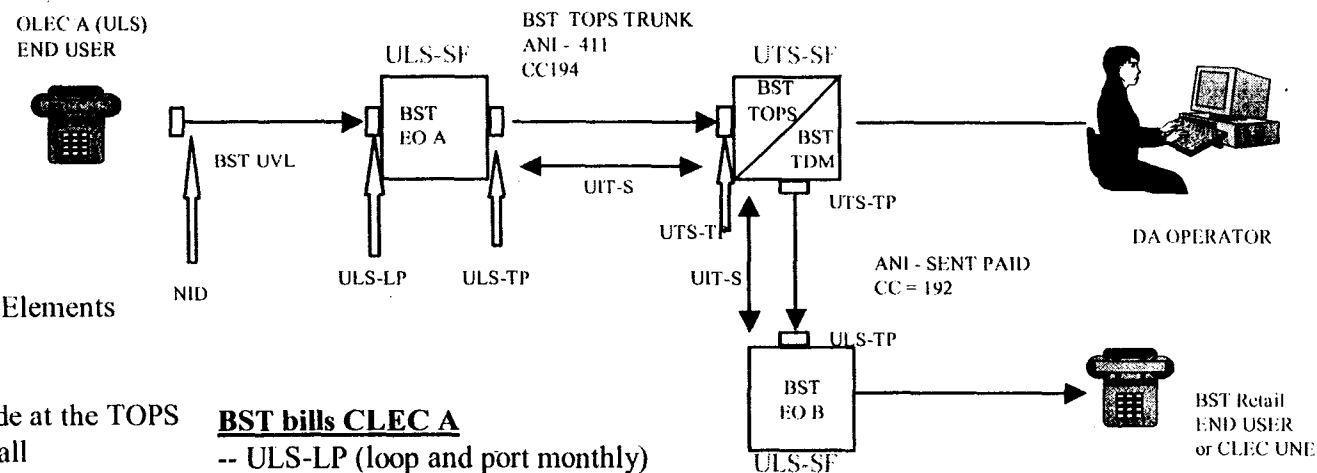 OLEC A (ULS)
END USER
BST TOPS TRUNK
ANI - 411
CC194
ULS-SF
UTS-SF
BST
EO A
BST
TOPS
BST
TDM
BST UVL
UIT-S
UTS-TP
UTS-TP
DA OPERATOR
NID
ULS-LP
ULS-TP
UIT-S
ANI - SENT PAID
CC = 192
Elements
ULS-TP
BST
EO B
BST Retail
END USER
or CLEC UNE
de at the TOPS
all
BST bills CLEC A
-- ULS-LP (loop and port monthly)
ULS-SF